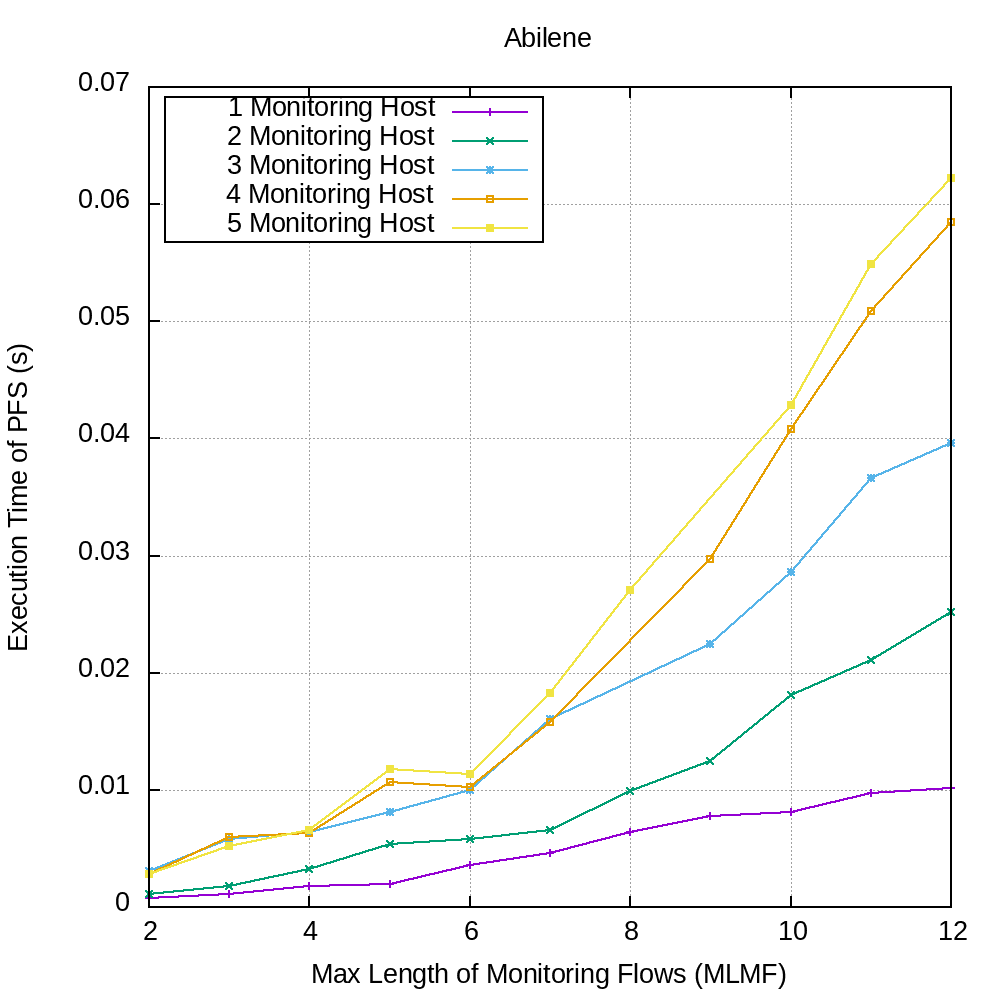 Abilene
0.07
0.06
0.05
0.04
0.03
0.02
0.01
0
1 Monitoring Host
2 Monitoring Host
3 Monitoring Host
4 Monitoring Host
5 Monitoring Host
Execution Time of PFS (s)
2 4 6 8 10 12
Max Length of Monitoring Flows (MLMF)